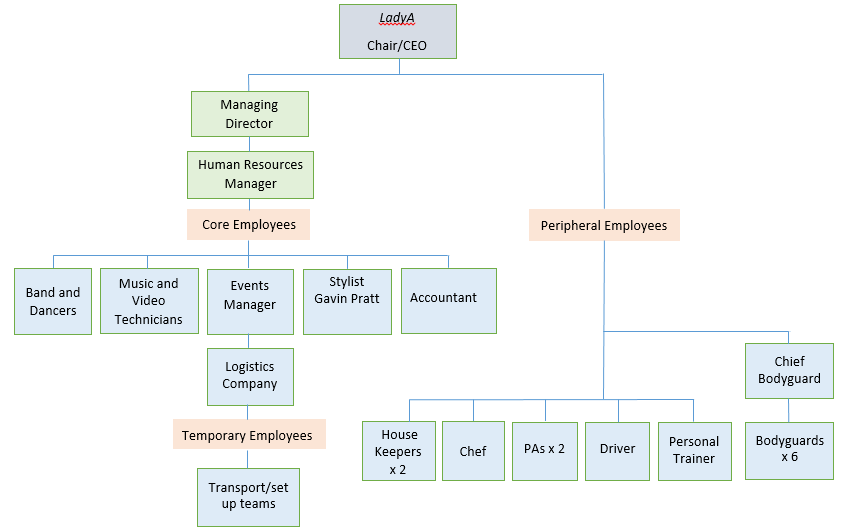 LadyA
Chair/CEO
Managing
Director
Human Resources
Manager
Core Employees
Peripheral Employees
Band and
Dancers
Music and
Video
Technicians
Events
Manager
Stylist
Gavin Pratt
Accountant
Logistics
Company
Chief
Bodyguard
Temporary Employees
House
Keepers
x 2
Chef
PAs x 2
Driver
Personal
Trainer
Bodyguards
x 6
Transport/set
up teams